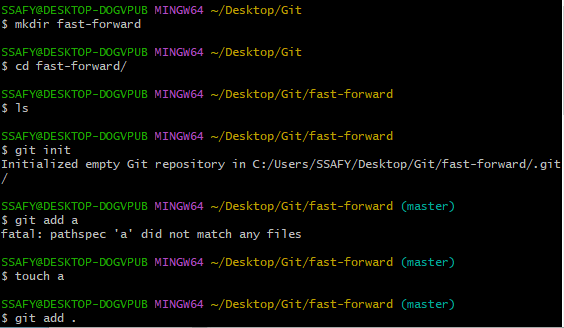 SSAFY@DESKTOP-DOGVPUB MINGW64 ~/Desktop/Git
$ mkdir fast-forward
SSAFY@DESKTOP-DOGVPUB MINGW64 ~/Desktop/Git
$ cd fast-forward/
SSAFY@DESKTOP-DOGVPUB MINGW64 ~/Desktop/Git/fast-forward
$ ls
SSAFY@DESKTOP-DOGVPUB MINGW64 ~/Desktop/Git/fast-forward
$ git init
Initialized empty Git repository in C:/Users/SSAFY/Desktop/Git/fast-forward/.git
/
SSAFY@DESKTOP-DOGVPUB MINGW64 ~/Desktop/Git/fast-forward (master)
$ git add a
fatal: pathspec 'a' did not match any files
SSAFY@DESKTOP-DOGVPUB MINGW64 ~/Desktop/Git/fast-forward (master)
$ touch a
SSAFY@DESKTOP-DOGVPUB MINGW64 ~/Desktop/Git/fast-forward (master)
$ git add .